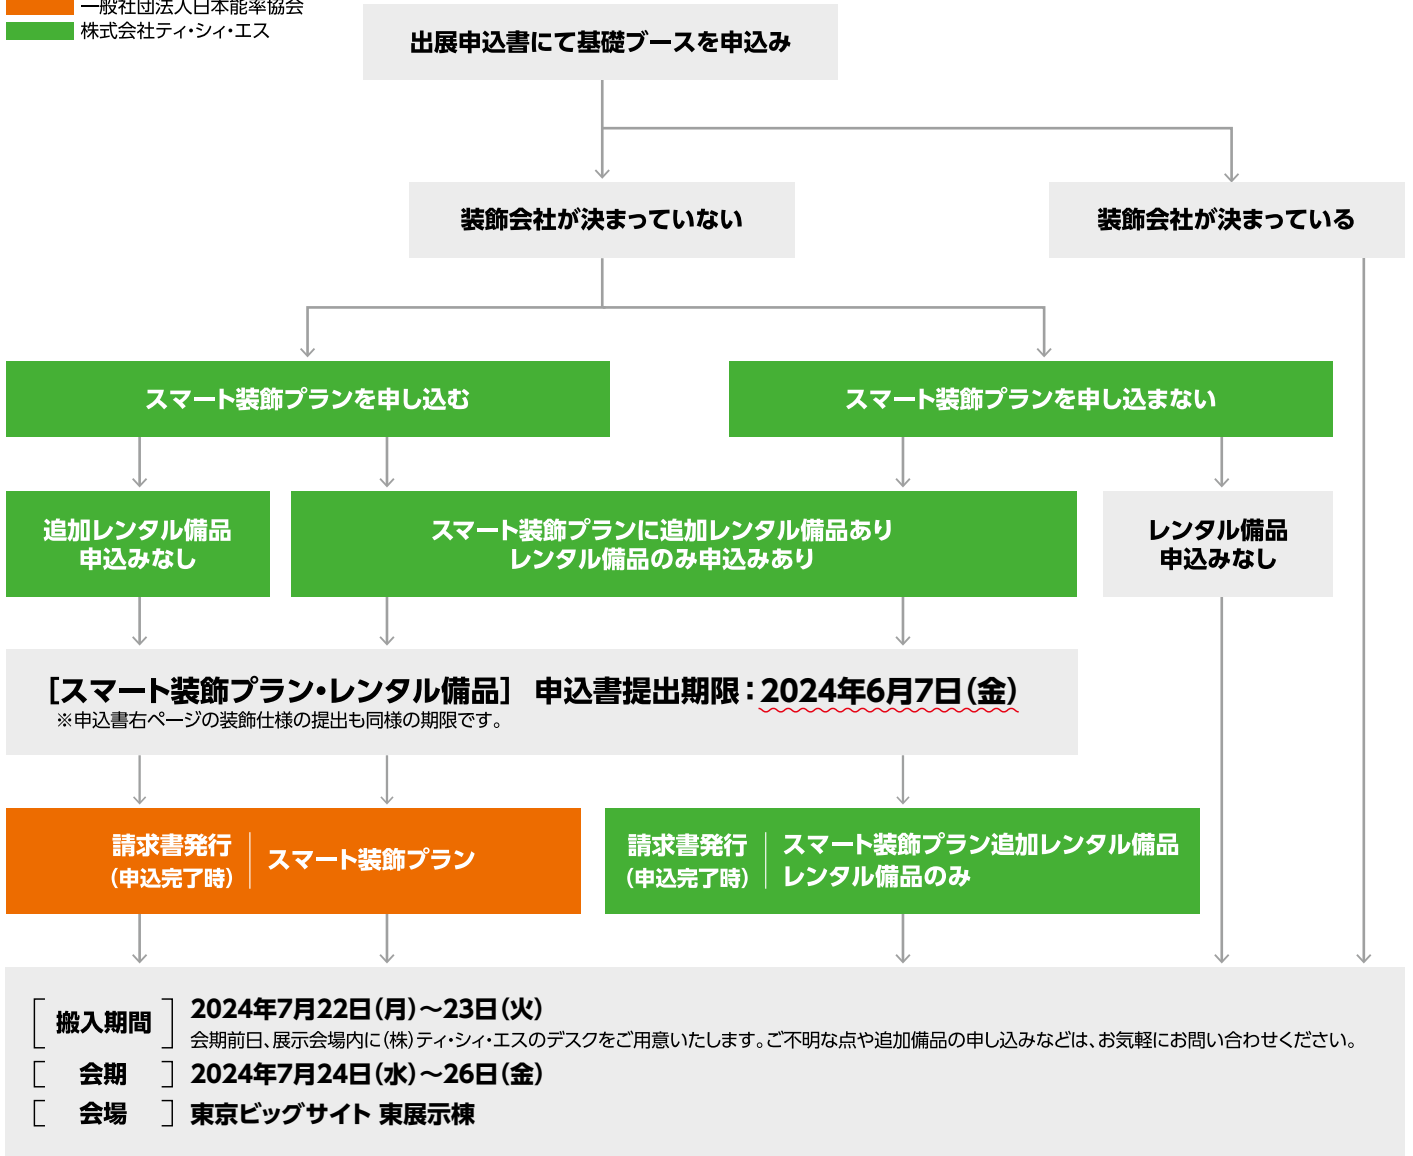 一般社団法人日本能率協会
株式会社ティ・シィ・エス
出展申込書にて基礎ブースを申込み
装飾会社が決まっていない
装飾会社が決まっている
スマート装飾プランを申し込む
スマート装飾プランを申し込まない
追加レンタル備品
申込みなし
スマート装飾プランに追加レンタル備品あり
レンタル備品のみ申込みあり
レンタル備品
申込みなし
［スマート装飾プラン・レンタル備品］ 申込書提出期限：2024年6月7日（金）
※申込書右ページの装飾仕様の提出も同様の期限です。
請求書発行
（申込完了時）
スマート装飾プラン
請求書発行
（申込完了時）
スマート装飾プラン追加レンタル備品
レンタル備品のみ
［搬入期間］ 2024年7月22日（月）～23日（火）
会期前日、展示会場内に（株）ティ・シィ・エスのデスクをご用意いたします。ご不明な点や追加備品の申し込みなどは、お気軽にお問い合わせください。
［会期］ 2024年7月24日（水）～26日（金）
［会場］ 東京ビッグサイト 東展示棟